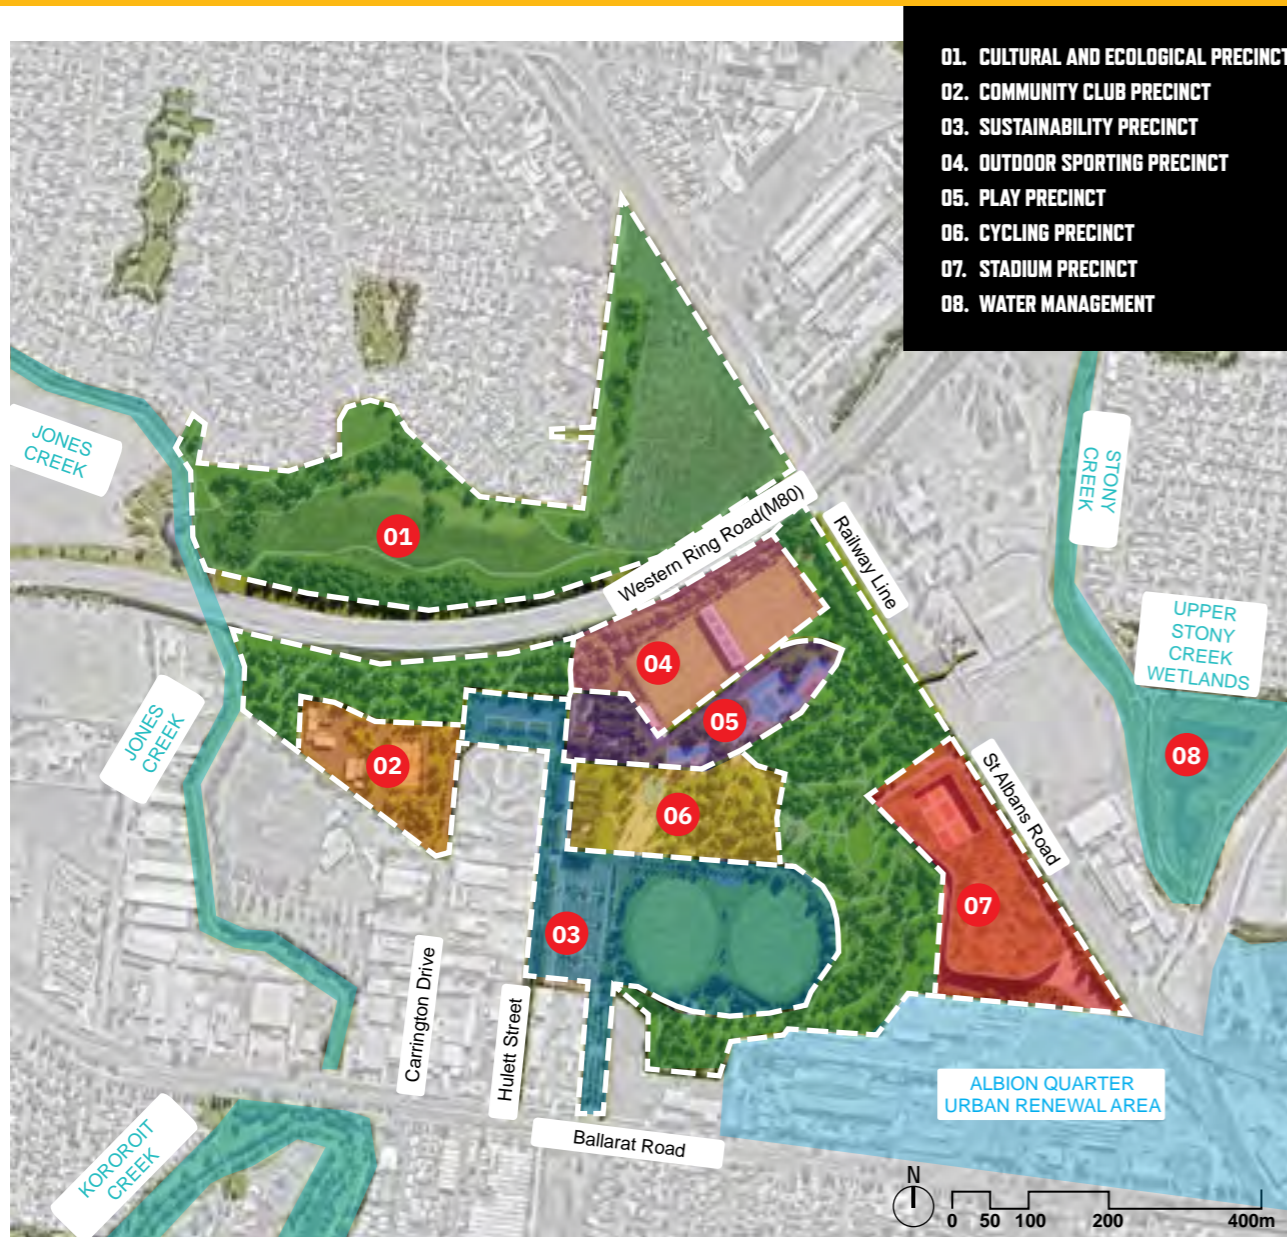 01. CULTURAL AND ECOLOGICAL PRECINCT
02. COMMUNITY CLUB PRECINCT
03. SUSTAINABILITY PRECINCT
04. OUTDOOR SPORTING PRECINCT
05. PLAY PRECINCT
06. CYCLING PRECINCT
07. STADIUM PRECINCT
08. WATER MANAGEMENT
JONES
CREEK
STONY
CREEK
01
Western Ring Road(M80)
Railway Line
UPPER
STONY
CREEK
WETLANDS
04
05
JONES
CREEK
02
08
St Albans Road
06
07
03
Carrington Drive
Hulett Street
ALBION QUARTER
URBAN RENEWAL AREA
Ballarat Road
KOROROIT
CREEK
N
0 50 100 200 400m